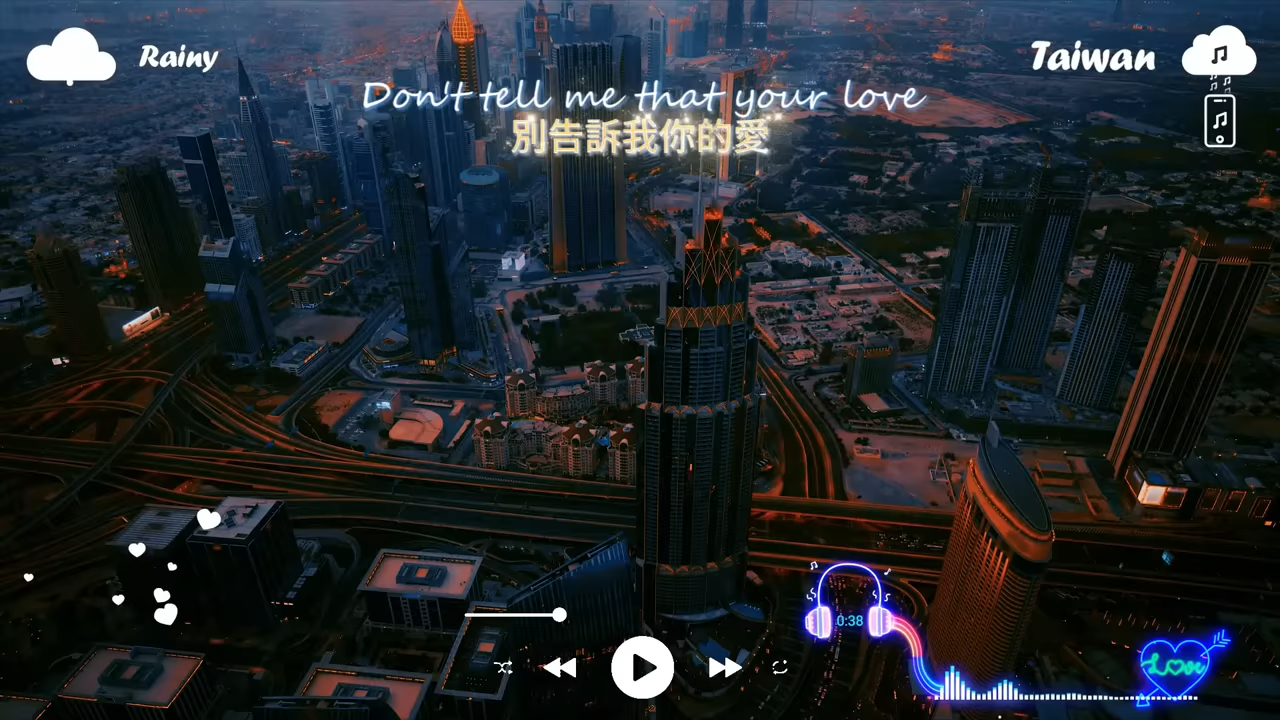 Rainy
Taiwan
Don't tell me that your love
別告訴我你的愛
0:38
Love